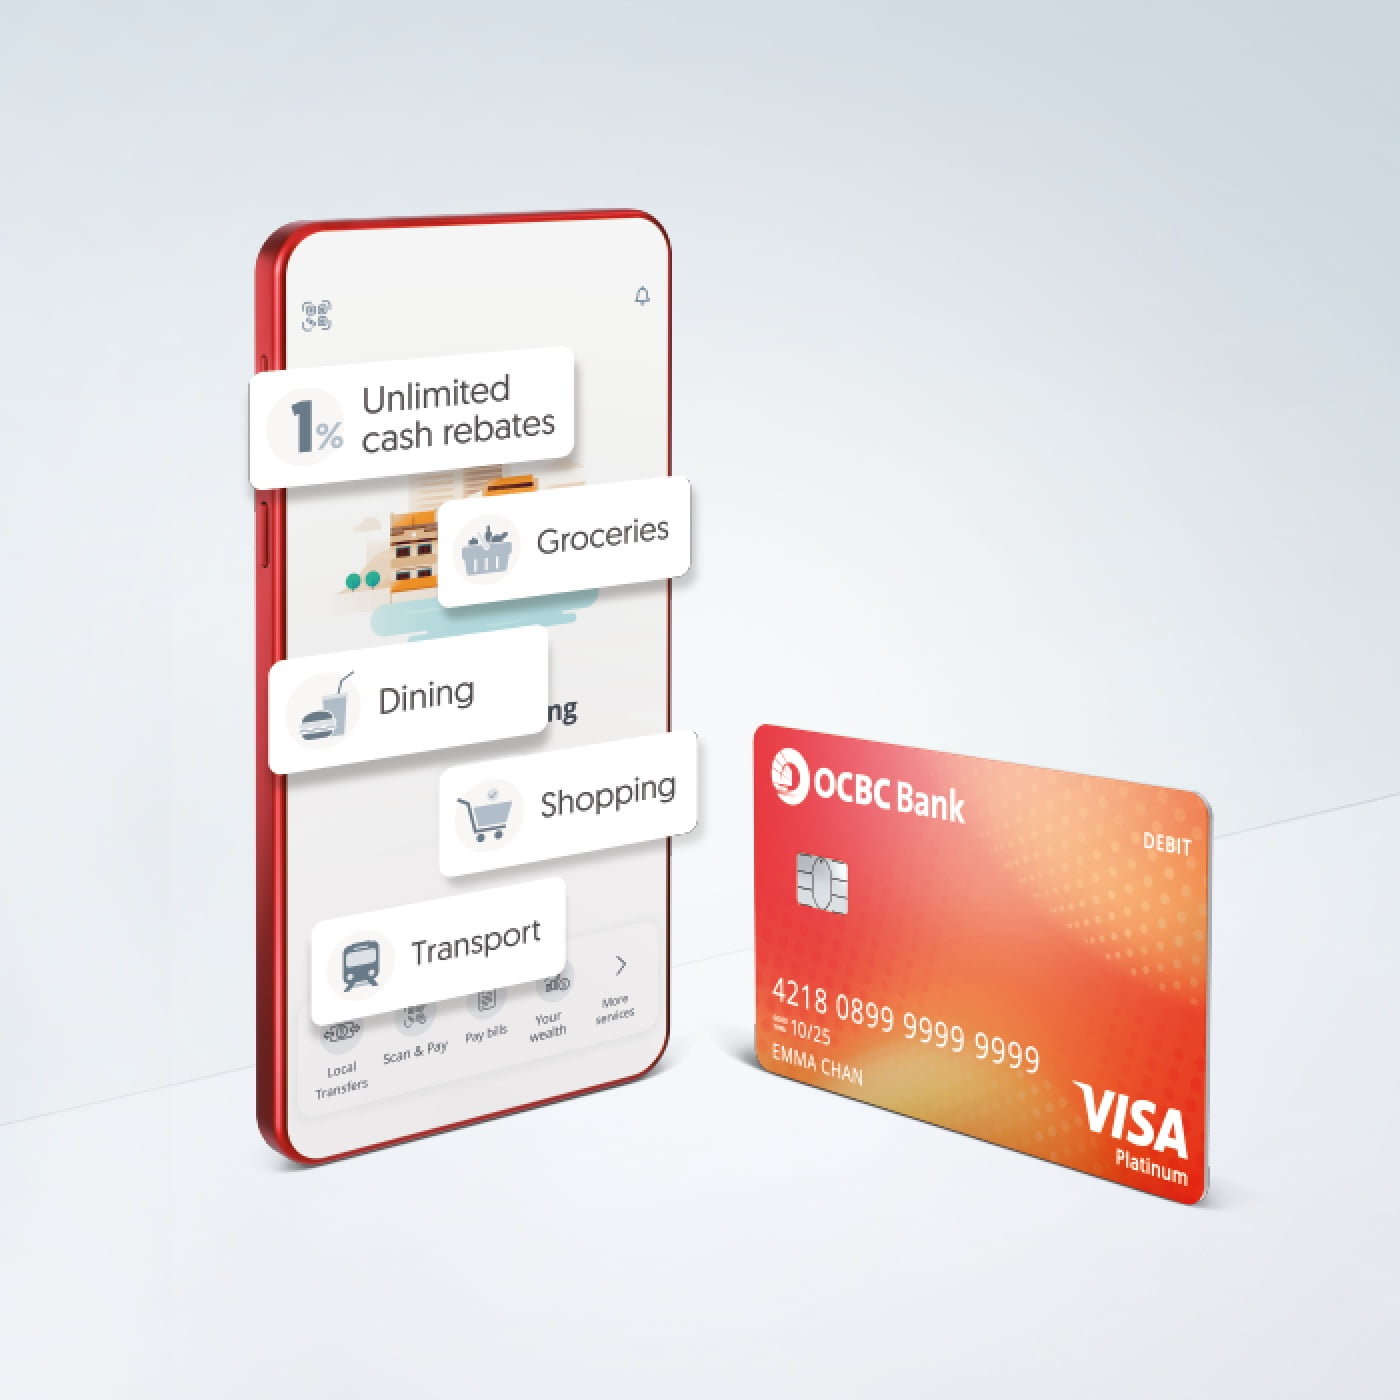 1%
Unlimited
cash rebates
Groceries
Dining
ng
Shopping
Transport
Local
Transfers
Scan & Pay
Pay bills
Your
wealth
More
services
OCBC Bank
DEBIT
4218 0899 9999 9999
10/25
EMMA CHAN
VISA
Platinum